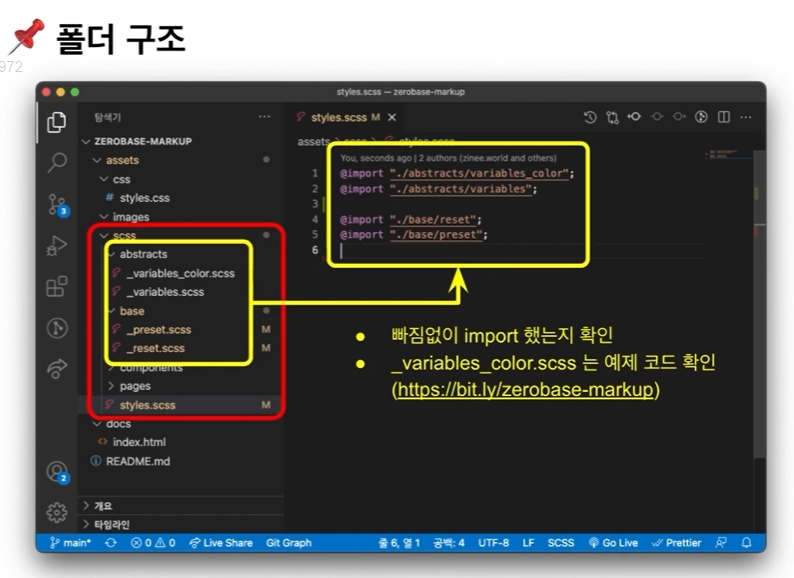 폴더 구조
972
styles.scss — zerobase-markup
탐색기
ZEROBASE-MARKUP
assets
css
# styles.css
images
scss
abstracts
_variables_color.scss
_variables.scss
base
_preset.scss M
_reset.scss M
components
pages
styles.scss M
docs
<> index.html
README.md
개요
타임라인
styles.scss M
assets > scss > styles.scss
You, seconds ago | 2 authors (zinee.world and others)
1 @import "./abstracts/variables_color";
2 @import "./abstracts/variables";
3
4 @import "./base/reset";
5 @import "./base/preset";
6
• 빠짐없이 import 했는지 확인
• _variables_color.scss 는 예제 코드 확인
(https://bit.ly/zerobase-markup)
3
2
main* 0 0 Live Share Git Graph 줄 6, 열 1 공백: 4 UTF-8 LF SCSS Go Live Prettier